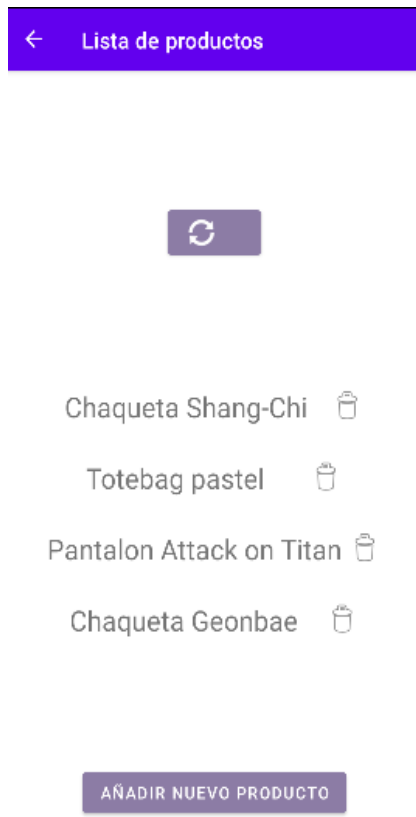 Lista de productos
Chaqueta Shang-Chi
Totebag pastel
Pantalon Attack on Titan
Chaqueta Geonbae
AÑADIR NUEVO PRODUCTO